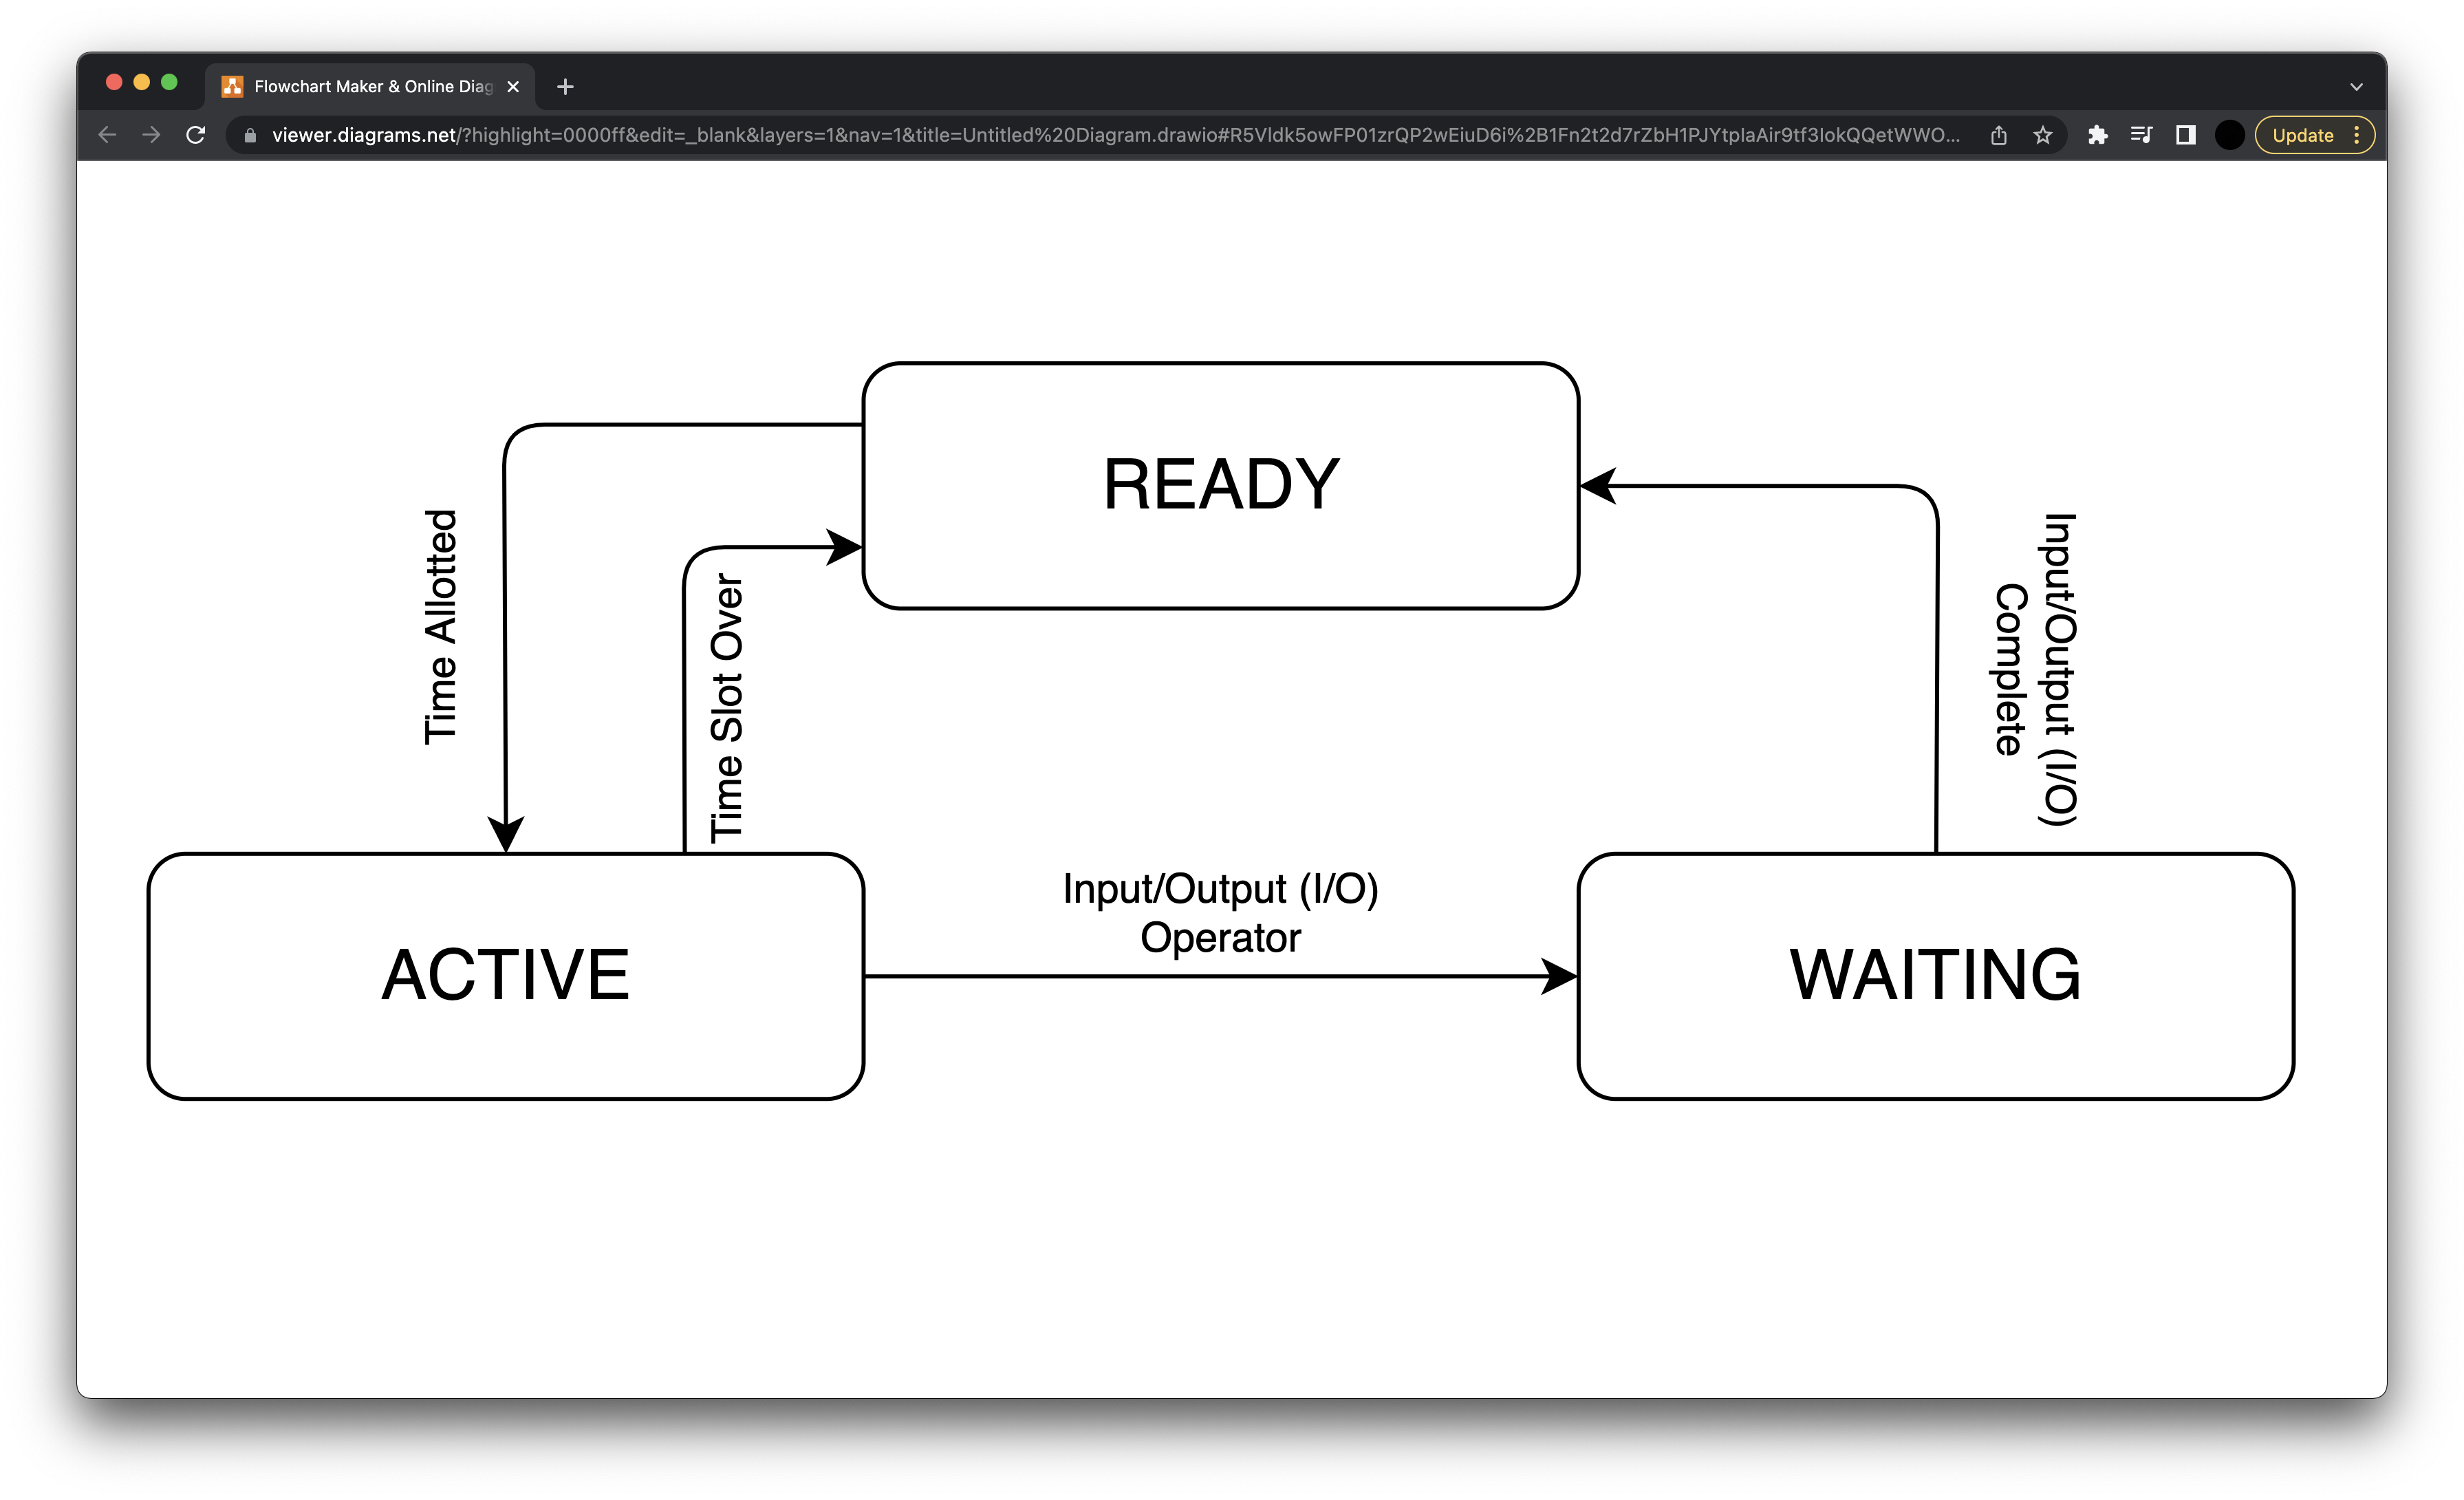 Flowchart Maker & Online Diag
viewer.diagrams.net/?highlight=0000ff&edit=_blank&layers=1&nav=1&title=Untitled%20Diagram.drawio#R5Vldk5owFP01zrQP2wEiuD6i%2B1Fn2t2d7rZbH1PJYtpIaAir9tf3IokQQetWWO...
Update
READY
Time Allotted
Time Slot Over
Input/Output (I/O)
Complete
Input/Output (I/O)
Operator
ACTIVE
WAITING